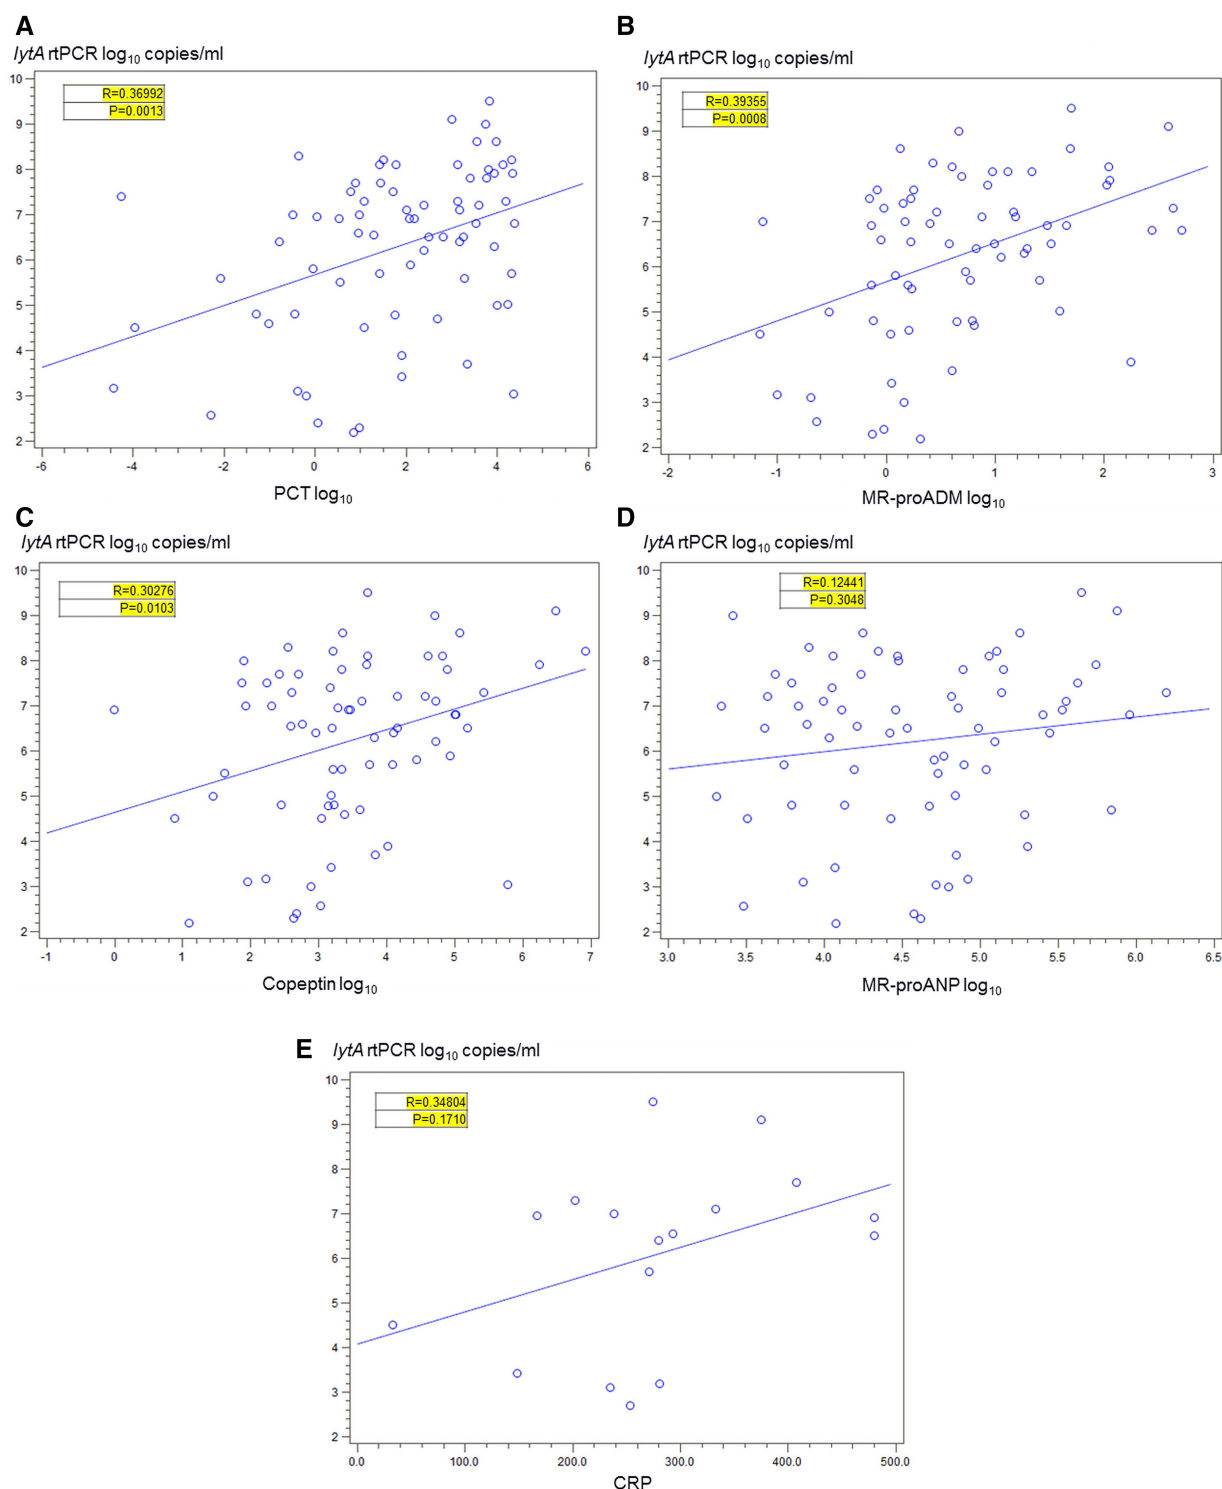 A
lytA rtPCR log10 copies/ml
R=0.36992
P=0.0013
10
9
8
7
6
5
4
3
2
-6 -4 -2 0 2 4 6
PCT log10
B
lytA rtPCR log10 copies/ml
R=0.39355
P=0.0008
10
9
8
7
6
5
4
3
2
-2 -1 0 1 2 3
MR-proADM log10
C
lytA rtPCR log10 copies/ml
R=0.30276
P=0.0103
10
9
8
7
6
5
4
3
2
-1 0 1 2 3 4 5 6 7
Copeptin log10
D
lytA rtPCR log10 copies/ml
R=0.12441
P=0.3048
10
9
8
7
6
5
4
3
2
3.0 3.5 4.0 4.5 5.0 5.5 6.0 6.5
MR-proANP log10
E
lytA rtPCR log10 copies/ml
R=0.34804
P=0.1710
10
9
8
7
6
5
4
3
2
0.0 100.0 200.0 300.0 400.0 500.0
CRP